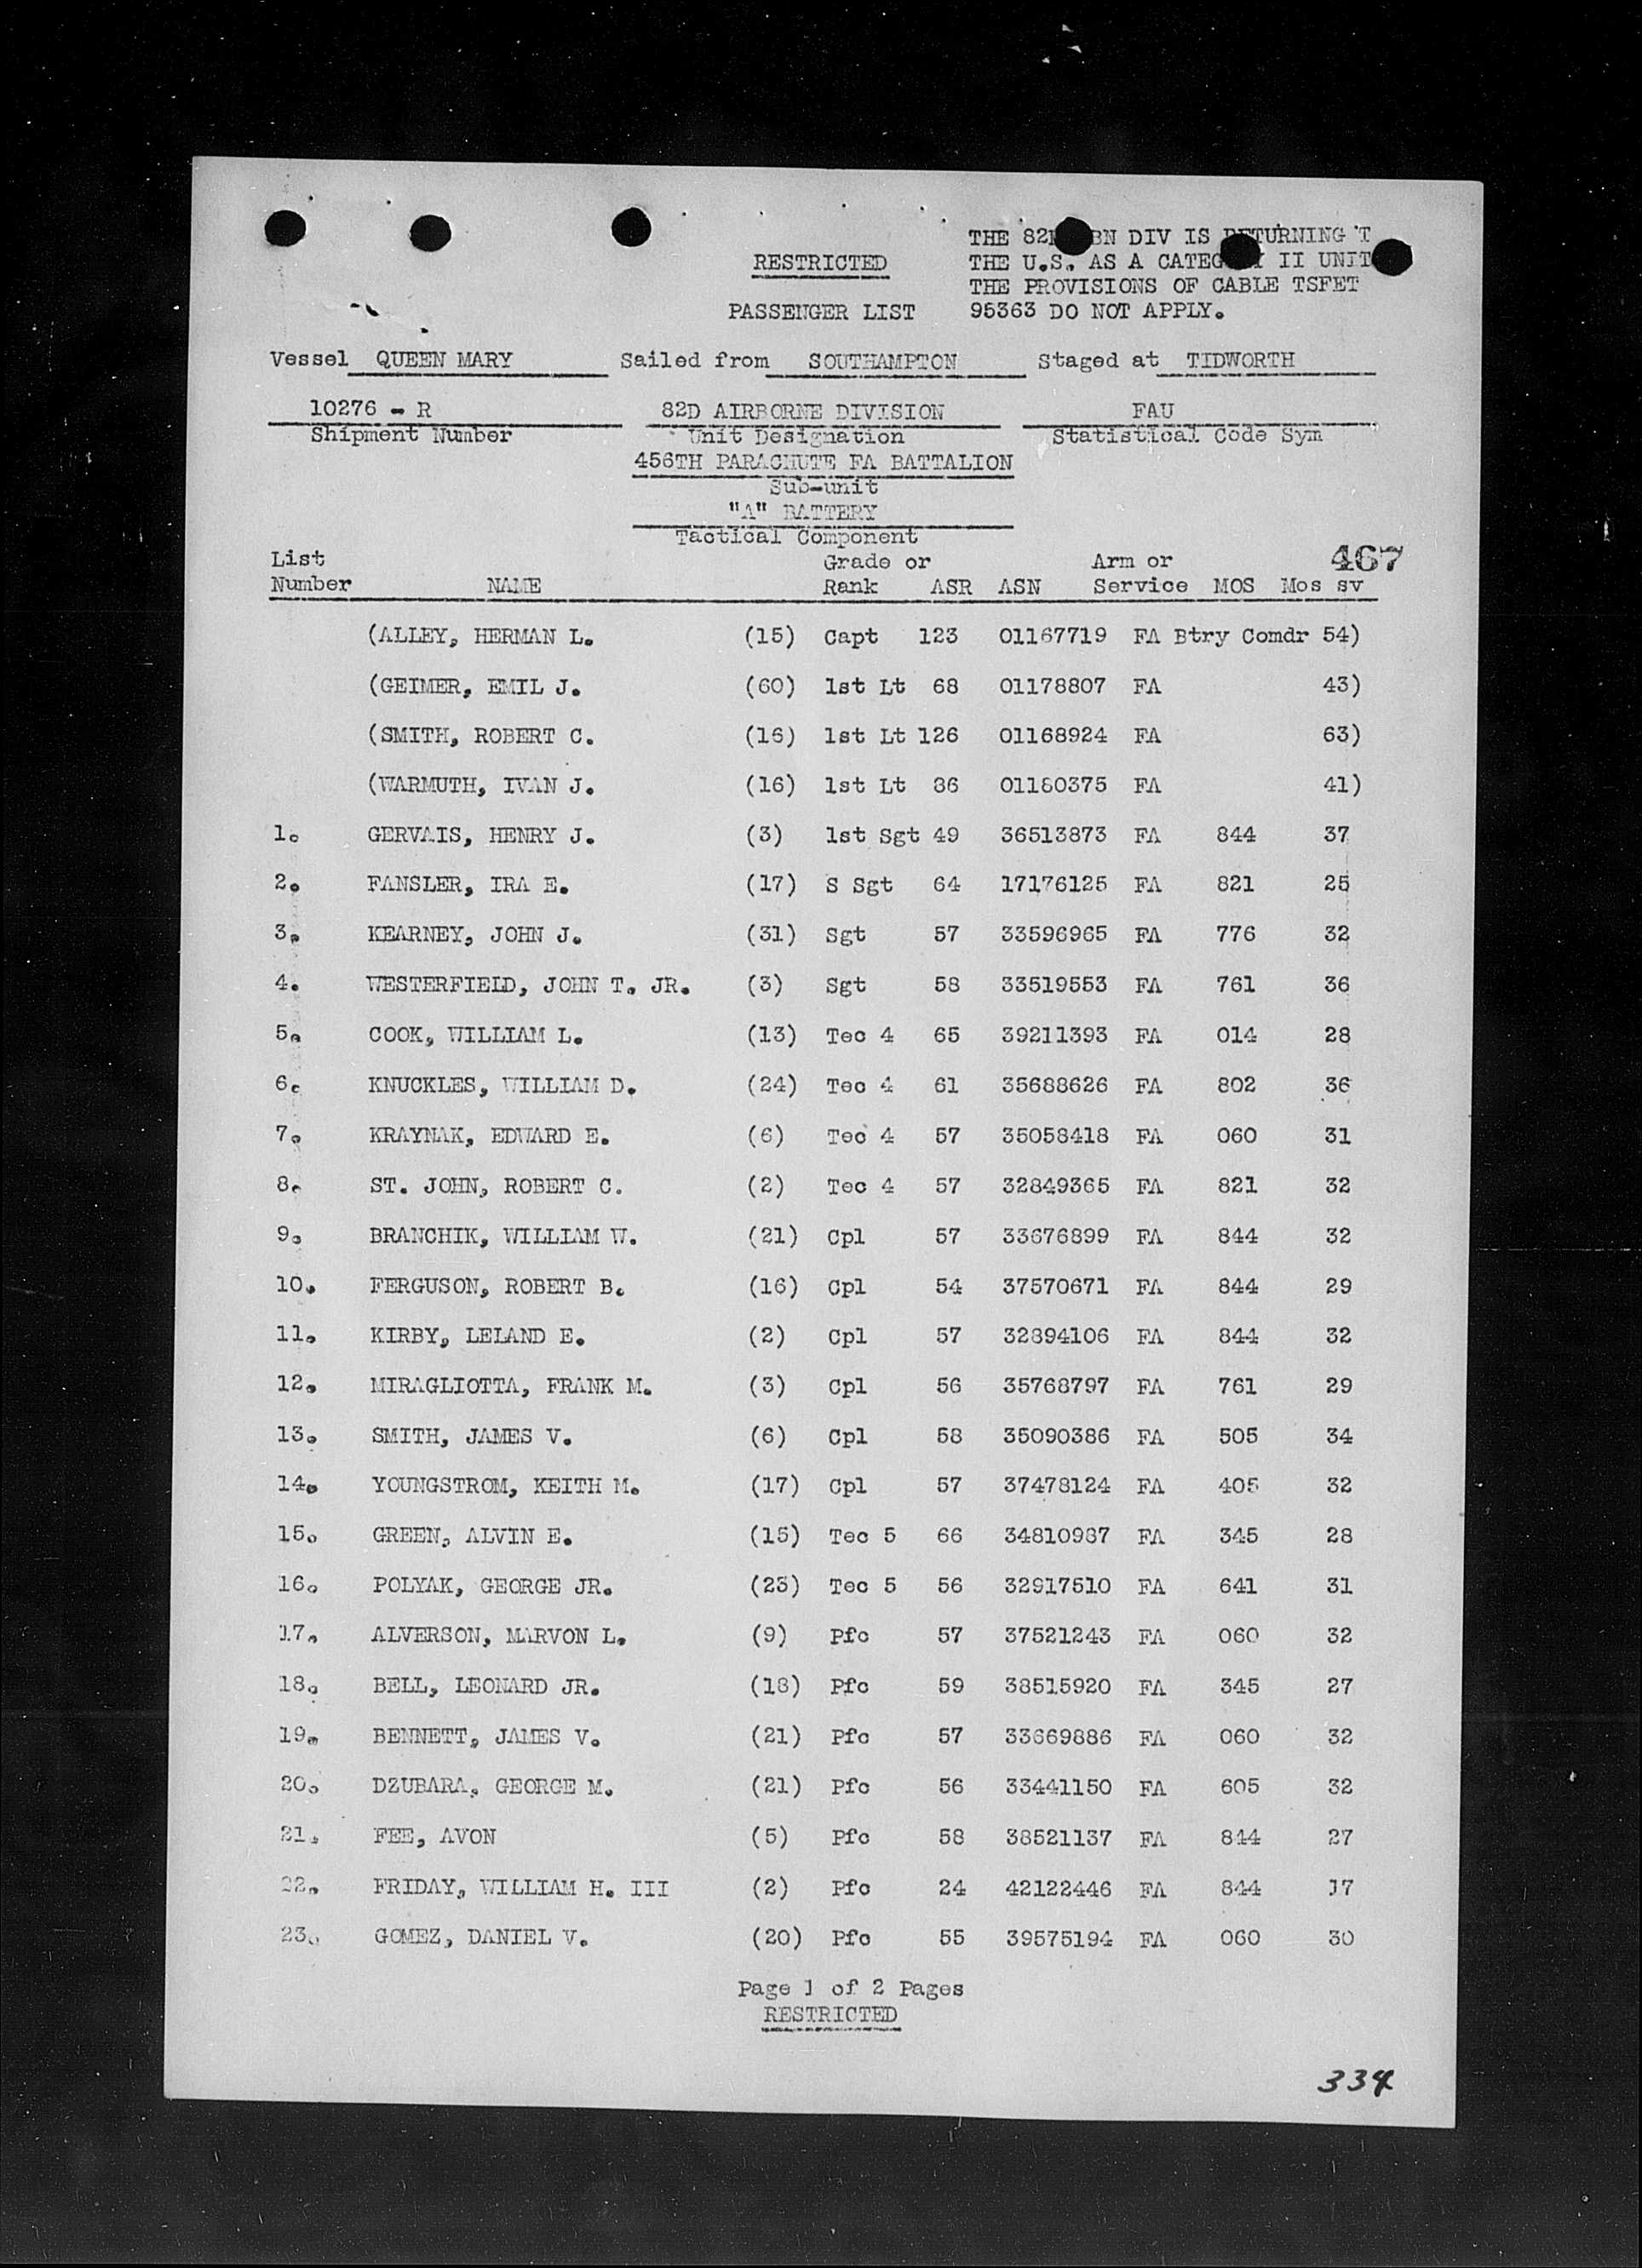 THE 82D ABN DIV IS RETURNING T
RESTRICTED THE U.S. AS A CATEGORY II UNIT
THE PROVISIONS OF CABLE TSFET
PASSENGER LIST 95363 DO NOT APPLY.
Vessel QUEEN MARY Sailed from SOUTHAMPTON Staged at TIDWORTH
10276 - R 82D AIRBORNE DIVISION FAU
Shipment Number Unit Designation Statistical Code Sym
456TH PARACHUTE FA BATTALION
Sub-unit
"A" BATTERY
Tactical Component
List Grade or Arm or 467
Number NAME Rank ASR ASN Service MOS Mos sv
(ALLEY, HERMAN L. (15) Capt 123 01167719 FA Btry Comdr 54)
(GEIMER, EMIL J. (60) 1st Lt 68 01178807 FA 43)
(SMITH, ROBERT C. (16) 1st Lt 126 01168924 FA 63)
(WARMUTH, IVAN J. (16) 1st Lt 86 01180375 FA 41)
1. GERVAIS, HENRY J. (3) 1st Sgt 49 36513873 FA 844 37
2. FANSLER, IRA E. (17) S Sgt 64 17176125 FA 821 25
3. KEARNEY, JOHN J. (31) Sgt 57 33596965 FA 776 32
4. WESTERFIELD, JOHN T. JR. (3) Sgt 58 33519553 FA 761 36
5. COOK, WILLIAM L. (13) Tec 4 65 39211393 FA 014 28
6. KNUCKLES, WILLIAM D. (24) Tec 4 61 35688626 FA 802 36
7. KRAYNAK, EDWARD E. (6) Tec 4 57 35058418 FA 060 31
8. ST. JOHN, ROBERT C. (2) Tec 4 57 32849365 FA 821 32
9. BRANCHIK, WILLIAM W. (21) Cpl 57 33676899 FA 844 32
10. FERGUSON, ROBERT B. (16) Cpl 54 37570671 FA 844 29
11. KIRBY, LELAND E. (2) Cpl 57 32894106 FA 844 32
12. MIRAGLIOTTA, FRANK M. (3) Cpl 56 35768797 FA 761 29
13. SMITH, JAMES V. (6) Cpl 58 35090386 FA 505 34
14. YOUNGSTROM, KEITH M. (17) Cpl 57 37478124 FA 405 32
15. GREEN, ALVIN E. (15) Tec 5 66 34810987 FA 345 28
16. POLYAK, GEORGE JR. (23) Tec 5 56 32917510 FA 641 31
17. ALVERSON, MARVON L. (9) Pfc 57 37521243 FA 060 32
18. BELL, LEONARD JR. (18) Pfc 59 38515920 FA 345 27
19. BENNETT, JAMES V. (21) Pfc 57 33669886 FA 060 32
20. DZUBARA, GEORGE M. (21) Pfc 56 33441150 FA 605 32
21. FEE, AVON (5) Pfc 58 38521137 FA 844 27
22. FRIDAY, WILLIAM H. III (2) Pfc 24 42122446 FA 844 17
23. GOMEZ, DANIEL V. (20) Pfc 55 39575194 FA 060 30
Page 1 of 2 Pages
RESTRICTED
334